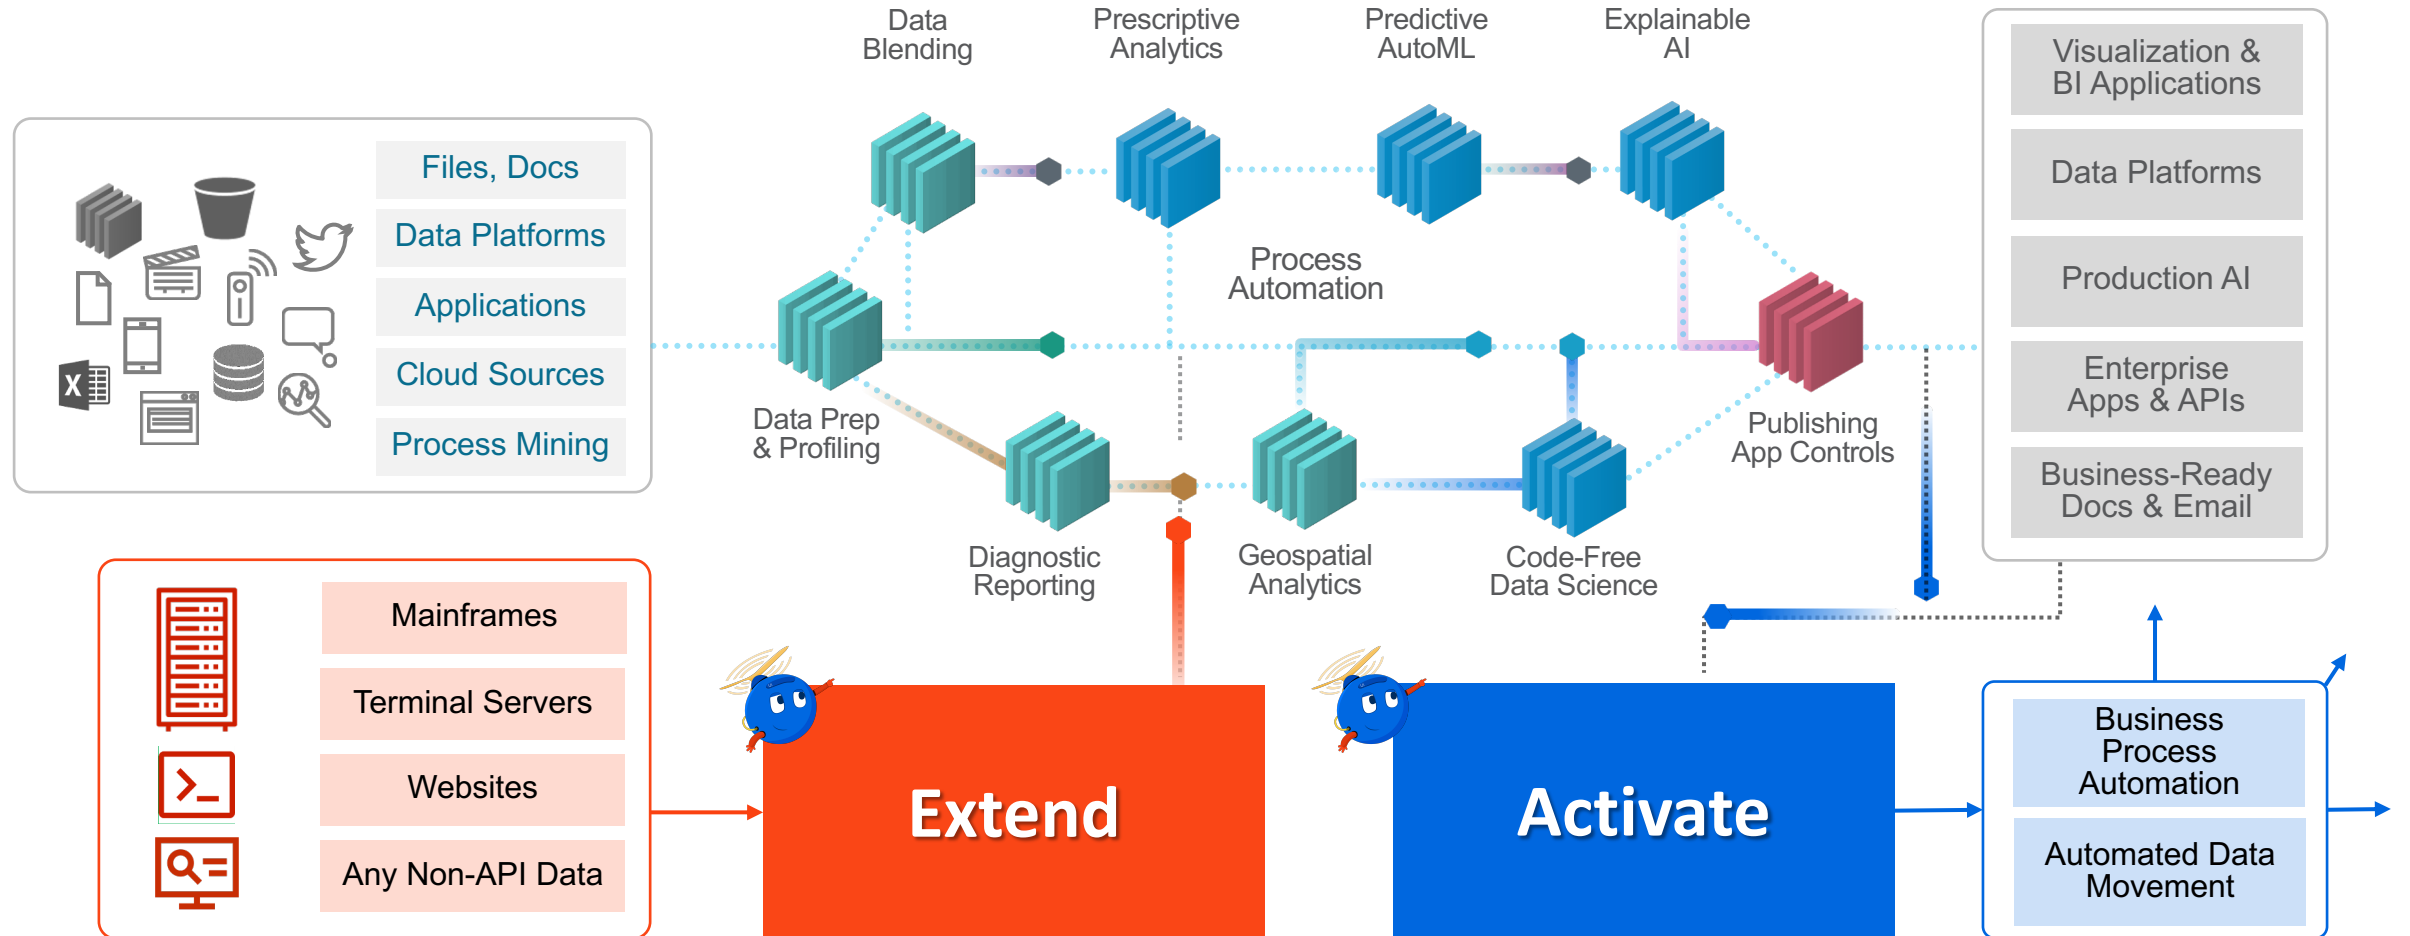 Data
Blending
Prescriptive
Analytics
Predictive
AutoML
Explainable
AI
Files, Docs
Data Platforms
Applications
Cloud Sources
Process Mining
X
Process
Automation
Data Prep
& Profiling
Diagnostic
Reporting
Geospatial
Analytics
Code-Free
Data Science
Publishing
App Controls
Visualization &
BI Applications
Data Platforms
Production AI
Enterprise
Apps & APIs
Business-Ready
Docs & Email
Mainframes
Terminal Servers
Websites
Any Non-API Data
Extend
Activate
Business
Process
Automation
Automated Data
Movement